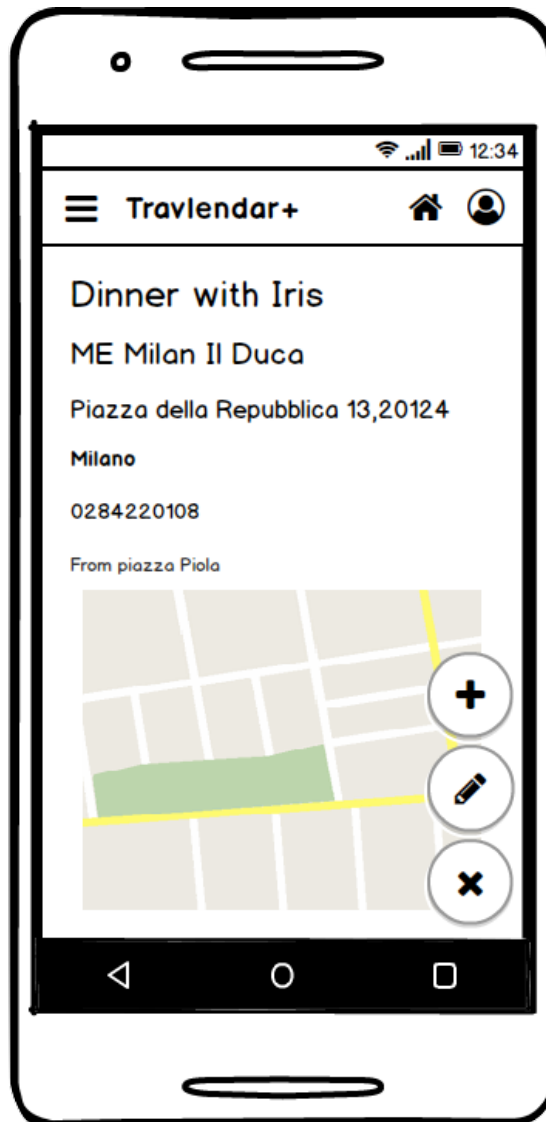 12:34
Travlendar+
Dinner with Iris
ME Milan Il Duca
Piazza della Repubblica 13,20124
Milano
0284220108
From piazza Piola